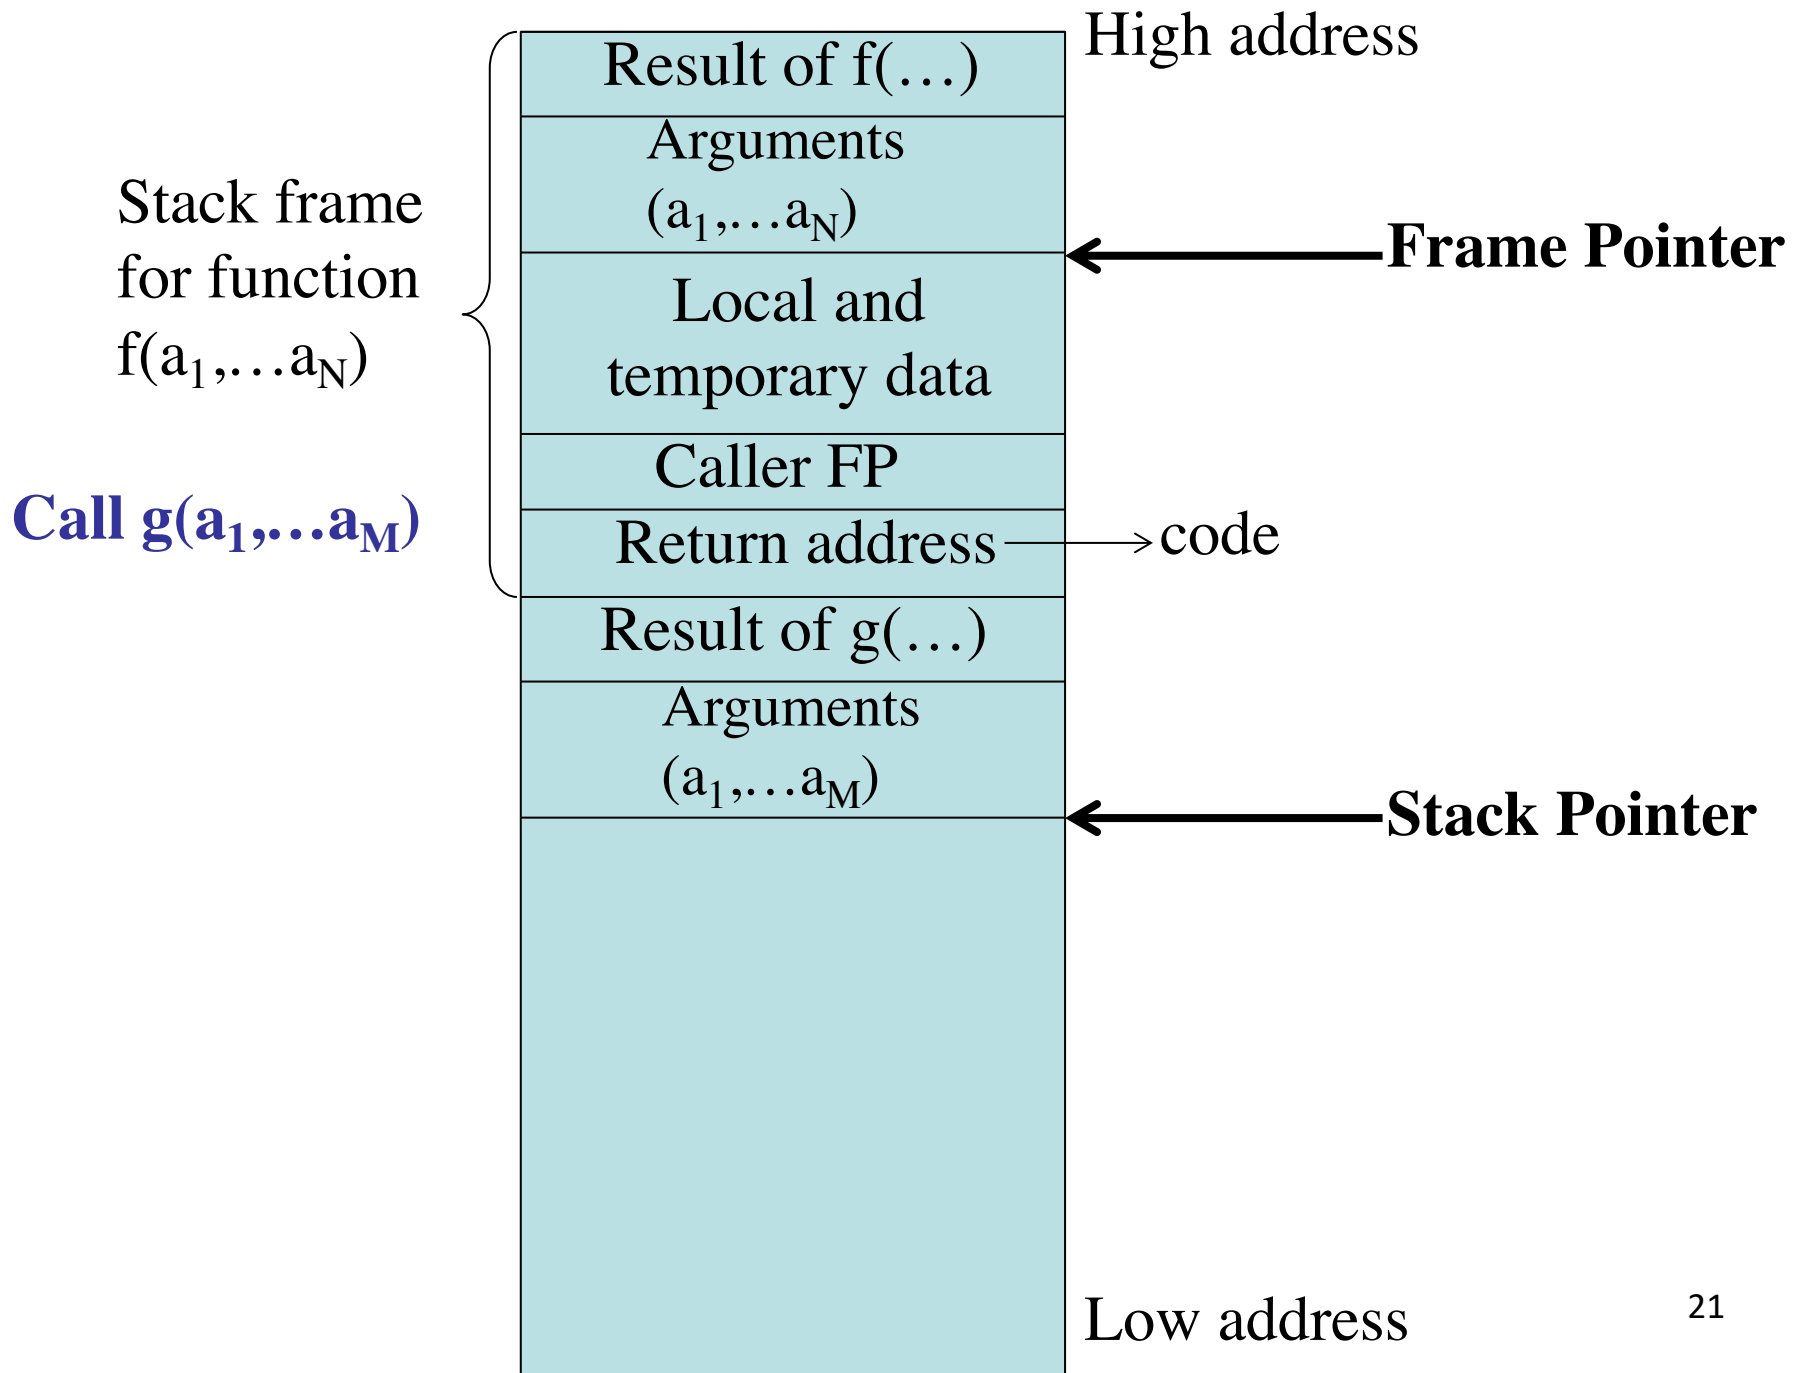 High address
Result of f(…)
Arguments
(a₁,…aN)
Stack frame
for function
f(a₁,…aN)
Frame Pointer
Local and
temporary data
Caller FP
Call g(a₁,…aM)
Return address
code
Result of g(…)
Arguments
(a₁,…aM)
Stack Pointer
Low address
21